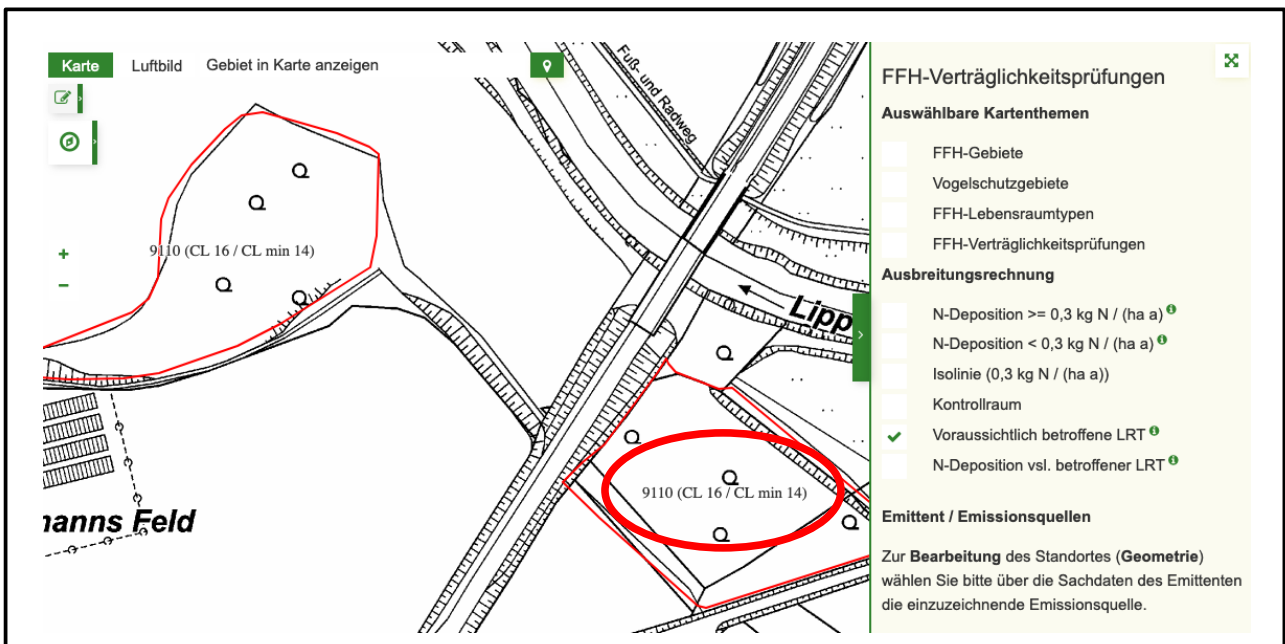 Karte Luftbild Gebiet in Karte anzeigen
Fuß- und Radweg
9110 (CL 16 / CL min 14)
+
−
Lipp
9110 (CL 16 / CL min 14)
nanns Feld
FFH-Verträglichkeitsprüfungen
Auswählbare Kartenthemen
FFH-Gebiete
Vogelschutzgebiete
FFH-Lebensraumtypen
FFH-Verträglichkeitsprüfungen
Ausbreitungsrechnung
N-Deposition >= 0,3 kg N / (ha a)
N-Deposition < 0,3 kg N / (ha a)
Isolinie (0,3 kg N / (ha a))
Kontrollraum
Voraussichtlich betroffene LRT
N-Deposition vsl. betroffener LRT
Emittent / Emissionsquellen
Zur Bearbeitung des Standortes (Geometrie)
wählen Sie bitte über die Sachdaten des Emittenten
die einzuzeichnende Emissionsquelle.